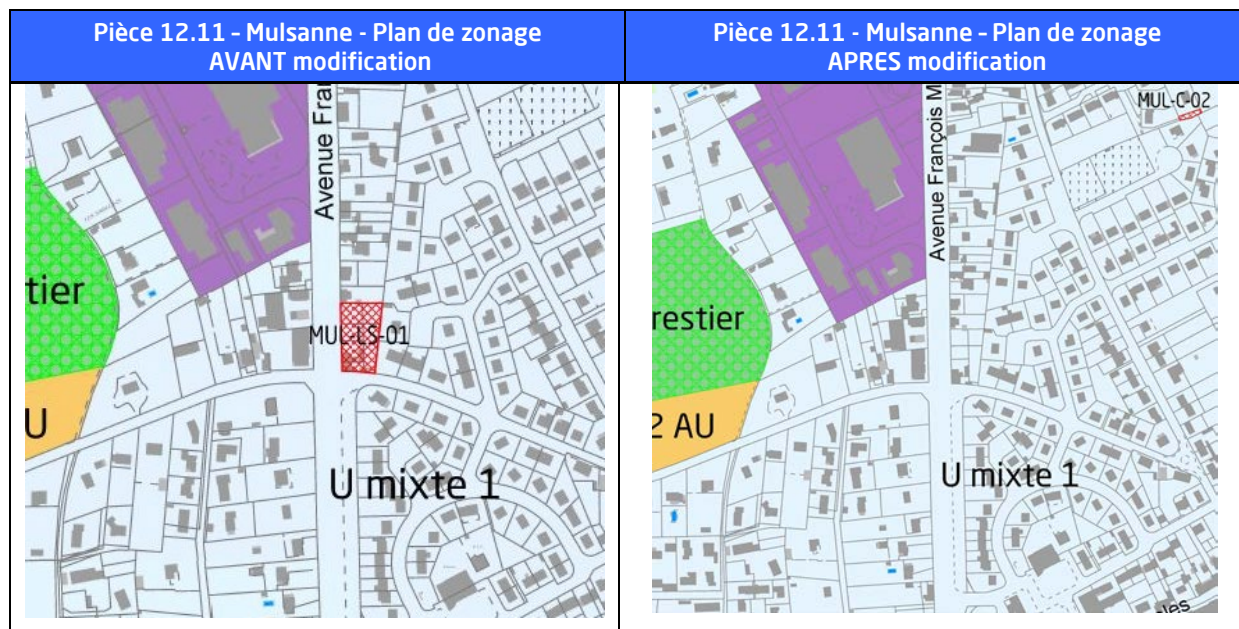 Pièce 12.11 – Mulsanne - Plan de zonage
AVANT modification
Pièce 12.11 - Mulsanne – Plan de zonage
APRES modification
Avenue Fra
tier
MUL-LS-01
U
U mixte 1
MUL-C-02
Avenue François M
restier
2 AU
U mixte 1
les